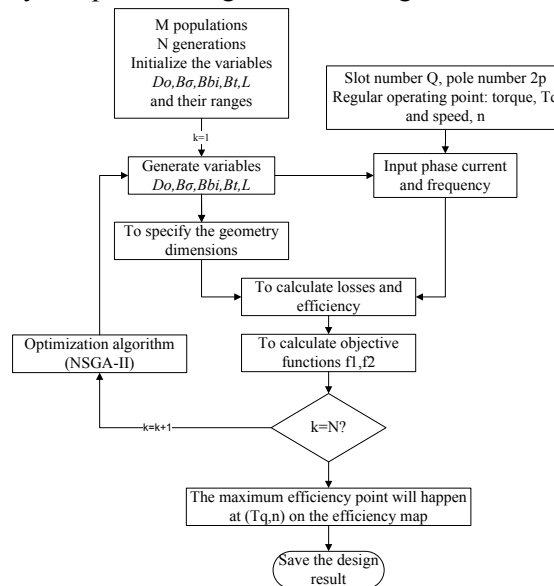 M populations
N generations
Initialize the variables
Do,Bσ,Bbi,Bt,L
and their ranges
Slot number Q, pole number 2p
Regular operating point: torque, Tq
and speed, n
k=1
Generate variables
Do,Bσ,Bbi,Bt,L
Input phase current
and frequency
To specify the geometry
dimensions
To calculate losses and
efficiency
Optimization algorithm
(NSGA-II)
To calculate objective
functions f1,f2
k=k+1
k=N?
The maximum efficiency point will happen
at (Tq,n) on the efficiency map
Save the design
result